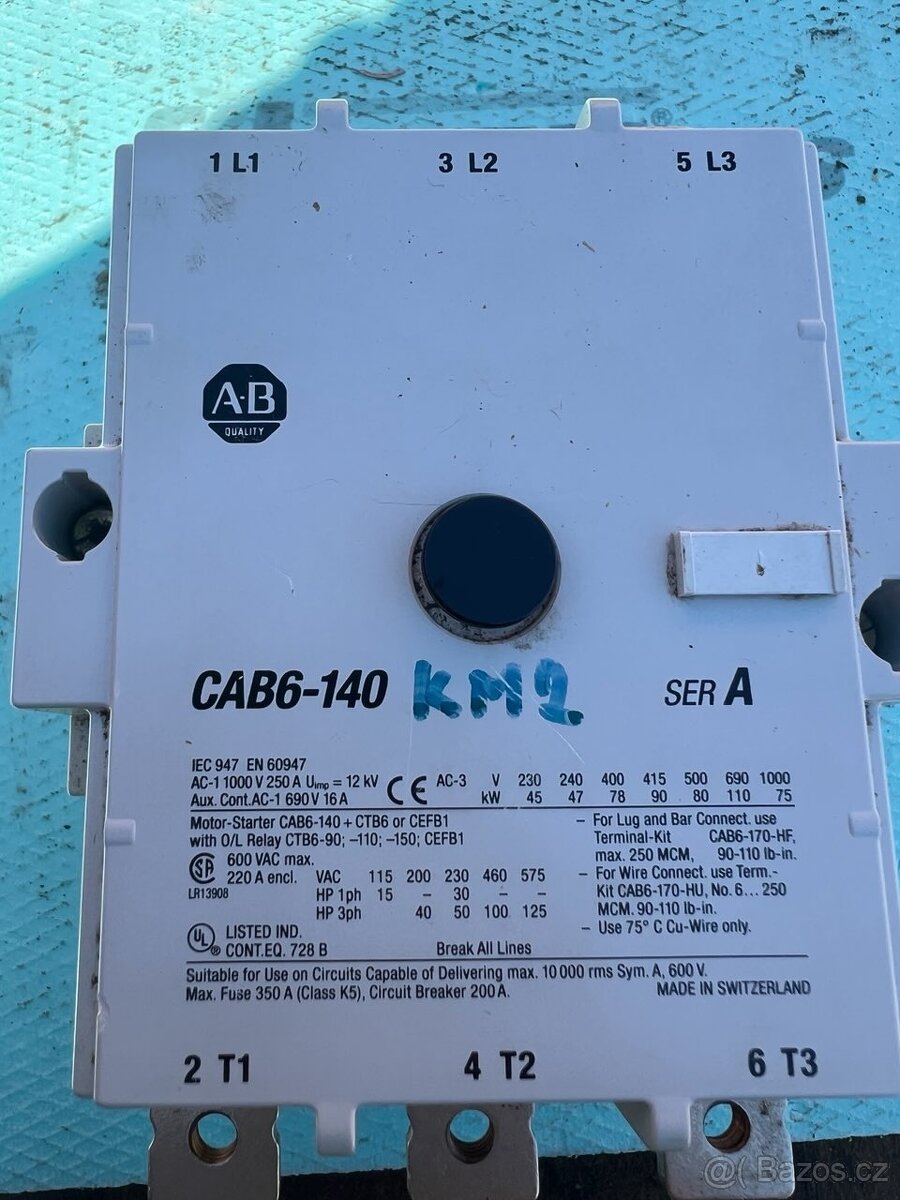 1 L1 3 L2 5 L3
A-B
QUALITY
CAB6-140 KM2 SER A
IEC 947 EN 60947
AC-1 1000 V 250 A Uimp = 12 kV CE AC-3 V 230 240 400 415 500 690 1000
Aux. Cont. AC-1 690 V 16 A kW 45 47 78 90 80 110 75
Motor-Starter CAB6-140 + CTB6 or CEFB1
with O/L Relay CTB6-90; –110; –150; CEFB1
SA 600 VAC max.
220 A encl.
LR13908
VAC 115 200 230 460 575
HP 1ph 15 – 30 – –
HP 3ph 40 50 100 125
UL ® LISTED IND.
CONT. EQ. 728 B
Break All Lines
– For Lug and Bar Connect. use
Terminal-Kit CAB6-170-HF,
max. 250 MCM, 90-110 lb-in.
– For Wire Connect. use Term.-
Kit CAB6-170-HU, No. 6... 250
MCM. 90-110 lb-in.
– Use 75° C Cu-Wire only.
Suitable for Use on Circuits Capable of Delivering max. 10 000 rms Sym. A, 600 V.
Max. Fuse 350 A (Class K5), Circuit Breaker 200 A. MADE IN SWITZERLAND
2 T1 4 T2 6 T3
@( Bazos.cz